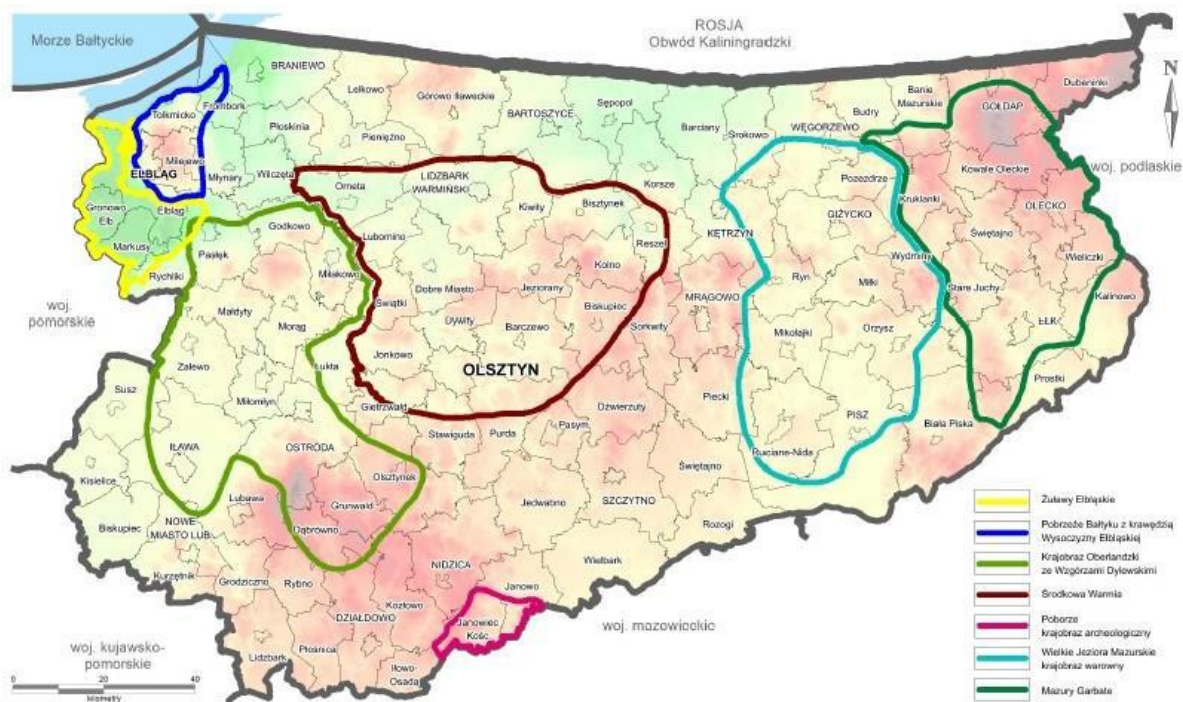 ROSJA
Obwód Kaliningradzki
Morze Bałtyckie
N
BRANIEWO
Lelkowo
Górowo Iławeckie
BARTOSZYCE
Sępopol
Barciany
Srokowo
WĘGORZEWO
Budry
Banie
Mazurskie
GOŁDAP
Dubeninki
Frombork
Tolkmicko
Płoskinia
Pieniężno
woj. podlaskie
Milejewo
ELBLĄG
Młynary
Wilczęta
Orneta
LIDZBARK
WARMIŃSKI
Kiwity
Bisztynek
Korsze
Pozezdrze
Kruklanki
Kowale Oleckie
OLECKO
Gronowo
Elb
Elbląg
Markusy
Rychliki
Pasłęk
Godkowo
Lubomino
Miłakowo
Reszel
KĘTRZYN
GIŻYCKO
Świętajno
Wieliczki
woj.
pomorskie
Małdyty
Morąg
Świątki
Dobre Miasto
Jeziorany
Kolno
Biskupiec
Sorkwity
MRĄGOWO
Ryn
Miłki
Wydminy
Stare Juchy
Kalinowo
EŁK
Zalewo
Łukta
Jonkowo
Dywity
Barczewo
OLSZTYN
Mikołajki
Orzysz
Prostki
Susz
Miłomłyn
Gietrzwałd
Stawiguda
Purda
Pasym
Dźwierzuty
Piecki
PISZ
Biała Piska
IŁAWA
OSTRÓDA
Olsztynek
Ruciane-Nida
Świętajno
Kisielice
Lubawa
Grunwald
Dąbrówno
Jedwabno
SZCZYTNO
Rozogi
Biskupiec
NOWE
MIASTO LUB.
Kurzętnik
Grodziczno
Rybno
NIDZICA
Wielbark
Janowo
Kozłowo
DZIAŁDOWO
Janowiec
Kośc.
woj. mazowieckie
woj. kujawsko-
pomorskie
Lidzbark
Płośnica
Iłowo-
Osada
0 20 40
kilometry
Żuławy Elbląskie
Pobrzeże Bałtyku z krawędzią
Wysoczyzny Elbląskiej
Krajobraz Oberlandzki
ze Wzgórzami Dylewskimi
Środkowa Warmia
Poborze
krajobraz archeologiczny
Wielkie Jeziora Mazurskie
krajobraz warowny
Mazury Garbate